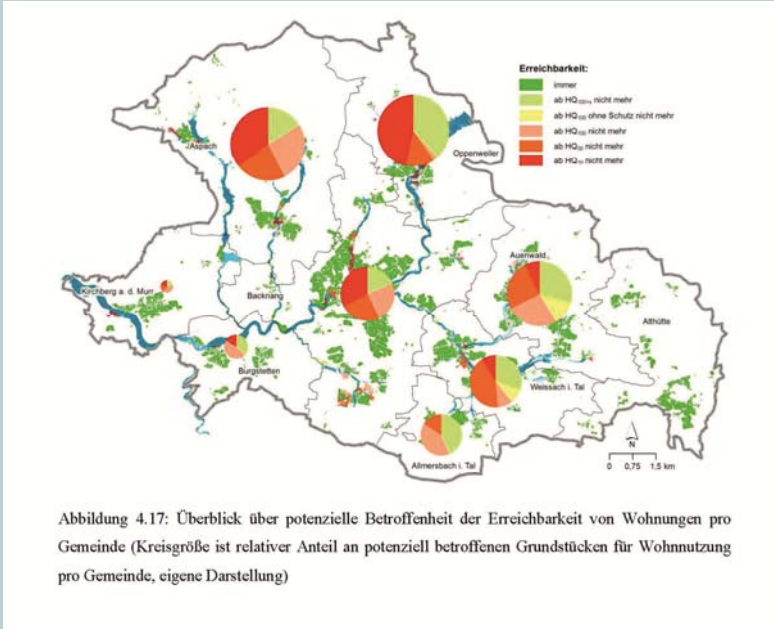 Erreichbarkeit:
immer
ab HQ100+x nicht mehr
ab HQ100 ohne Schutz nicht mehr
ab HQ100 nicht mehr
ab HQ50 nicht mehr
ab HQ10 nicht mehr
Aspach
Oppenweiler
Auenwald
Kirchberg a. d. Murr
Backnang
Althütte
Burgstetten
Weissach i. Tal
Allmersbach i. Tal
N
0 0,75 1,5 km
Abbildung 4.17: Überblick über potenzielle Betroffenheit der Erreichbarkeit von Wohnungen pro
Gemeinde (Kreisgröße ist relativer Anteil an potenziell betroffenen Grundstücken für Wohnnutzung
pro Gemeinde, eigene Darstellung)